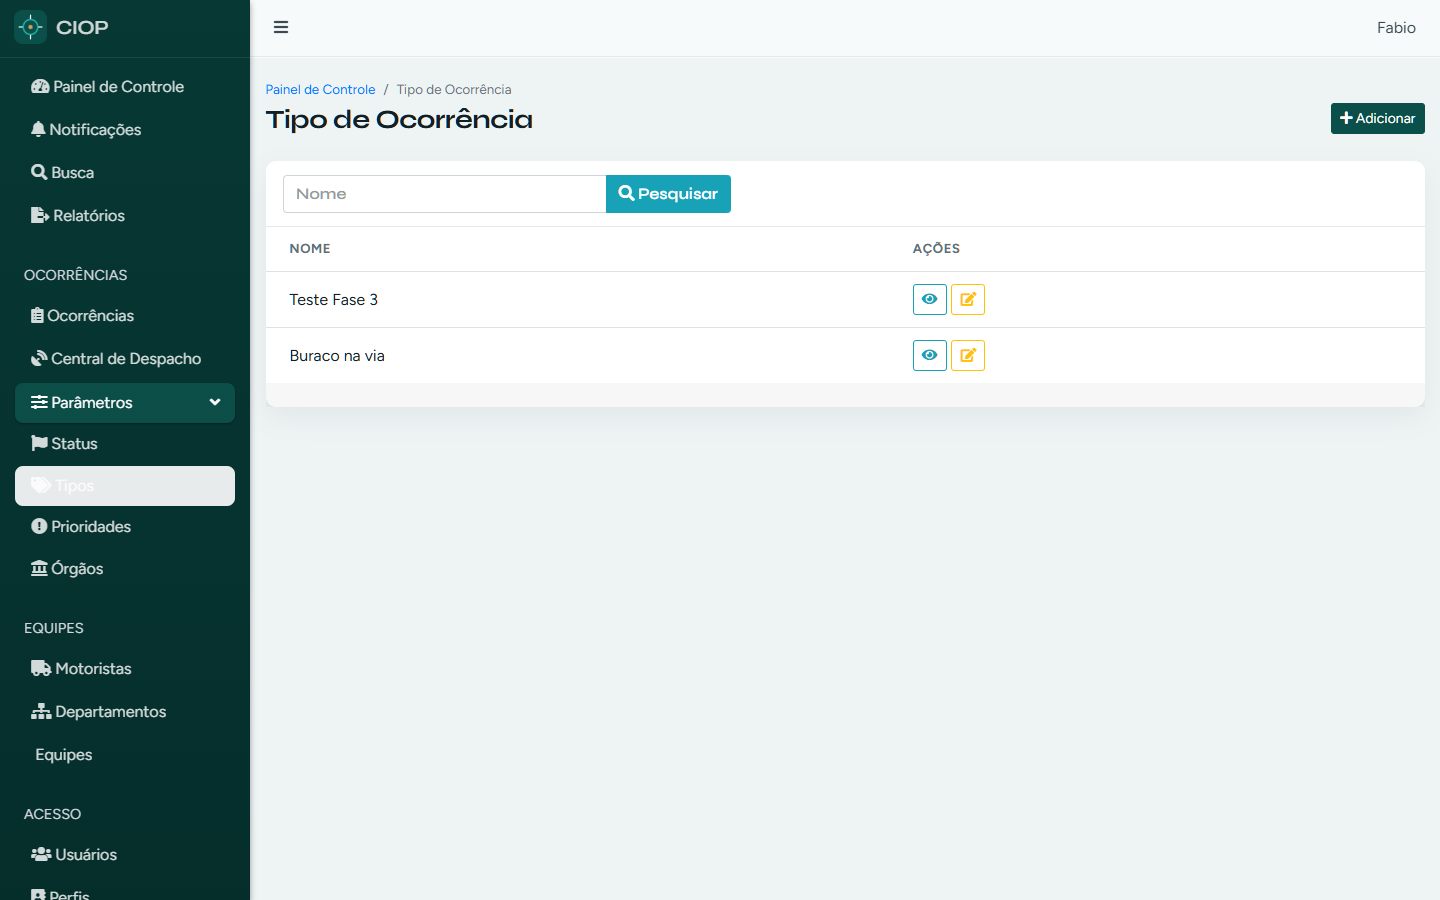 CIOP
Fabio
Painel de Controle
Notificações
Busca
Relatórios
OCORRÊNCIAS
Ocorrências
Central de Despacho
Parâmetros
Status
Tipos
Prioridades
Órgãos
EQUIPES
Motoristas
Departamentos
Equipes
ACESSO
Usuários
Perfis
Painel de Controle / Tipo de Ocorrência
Tipo de Ocorrência
Adicionar
Nome
Pesquisar
NOME AÇÕES
Teste Fase 3
Buraco na via